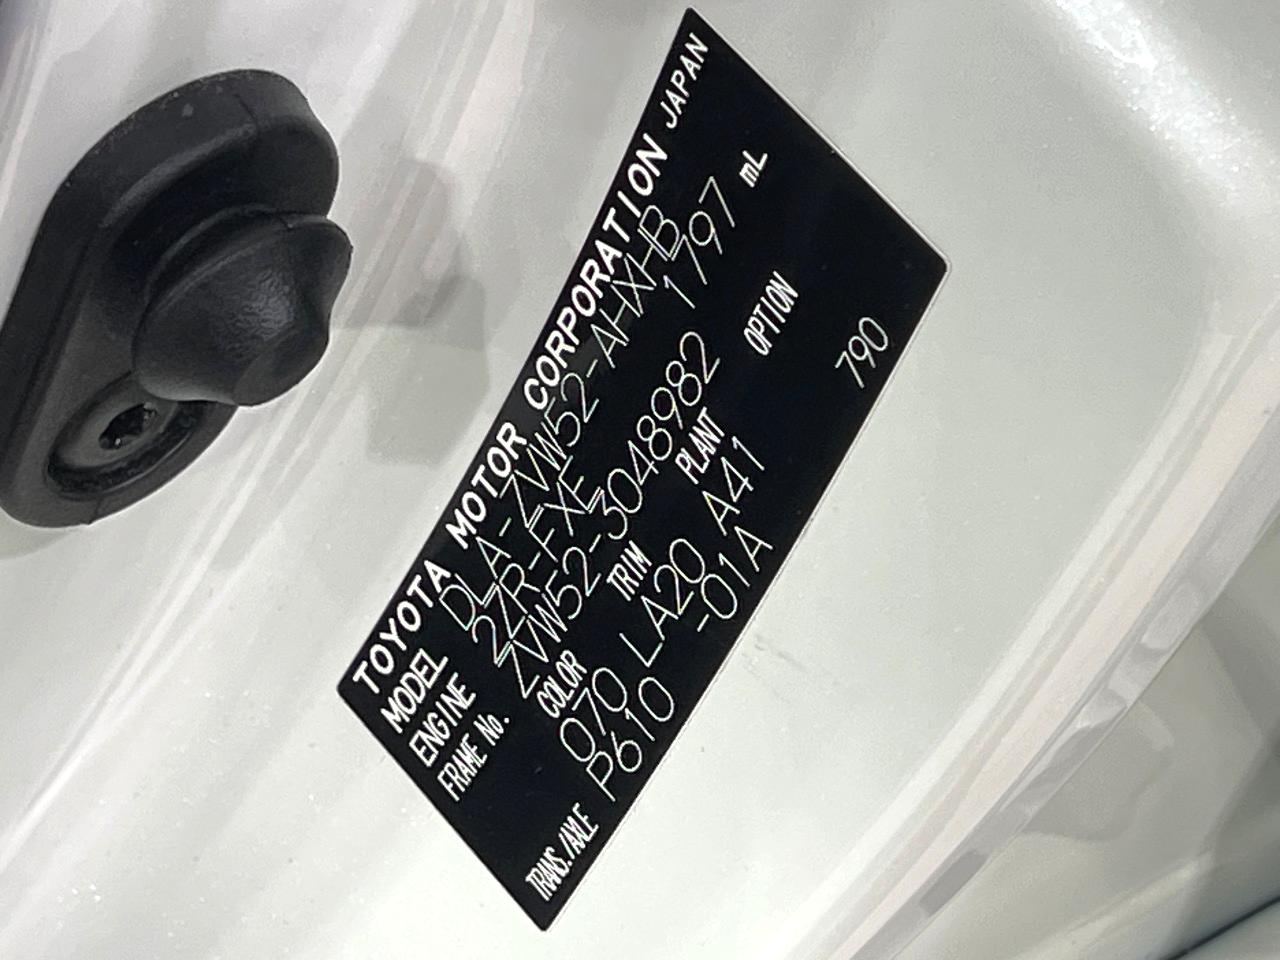 TOYOTA MOTOR CORPORATION JAPAN
MODEL DLA-ZVW52-AHXHB
ENGINE 2ZR-FXE 1797 mL
FRAME No. ZVW52-3048982
COLOR TRIM PLANT OPTION
070 LA20 A41
TRANS./AXLE P610 -01A 790